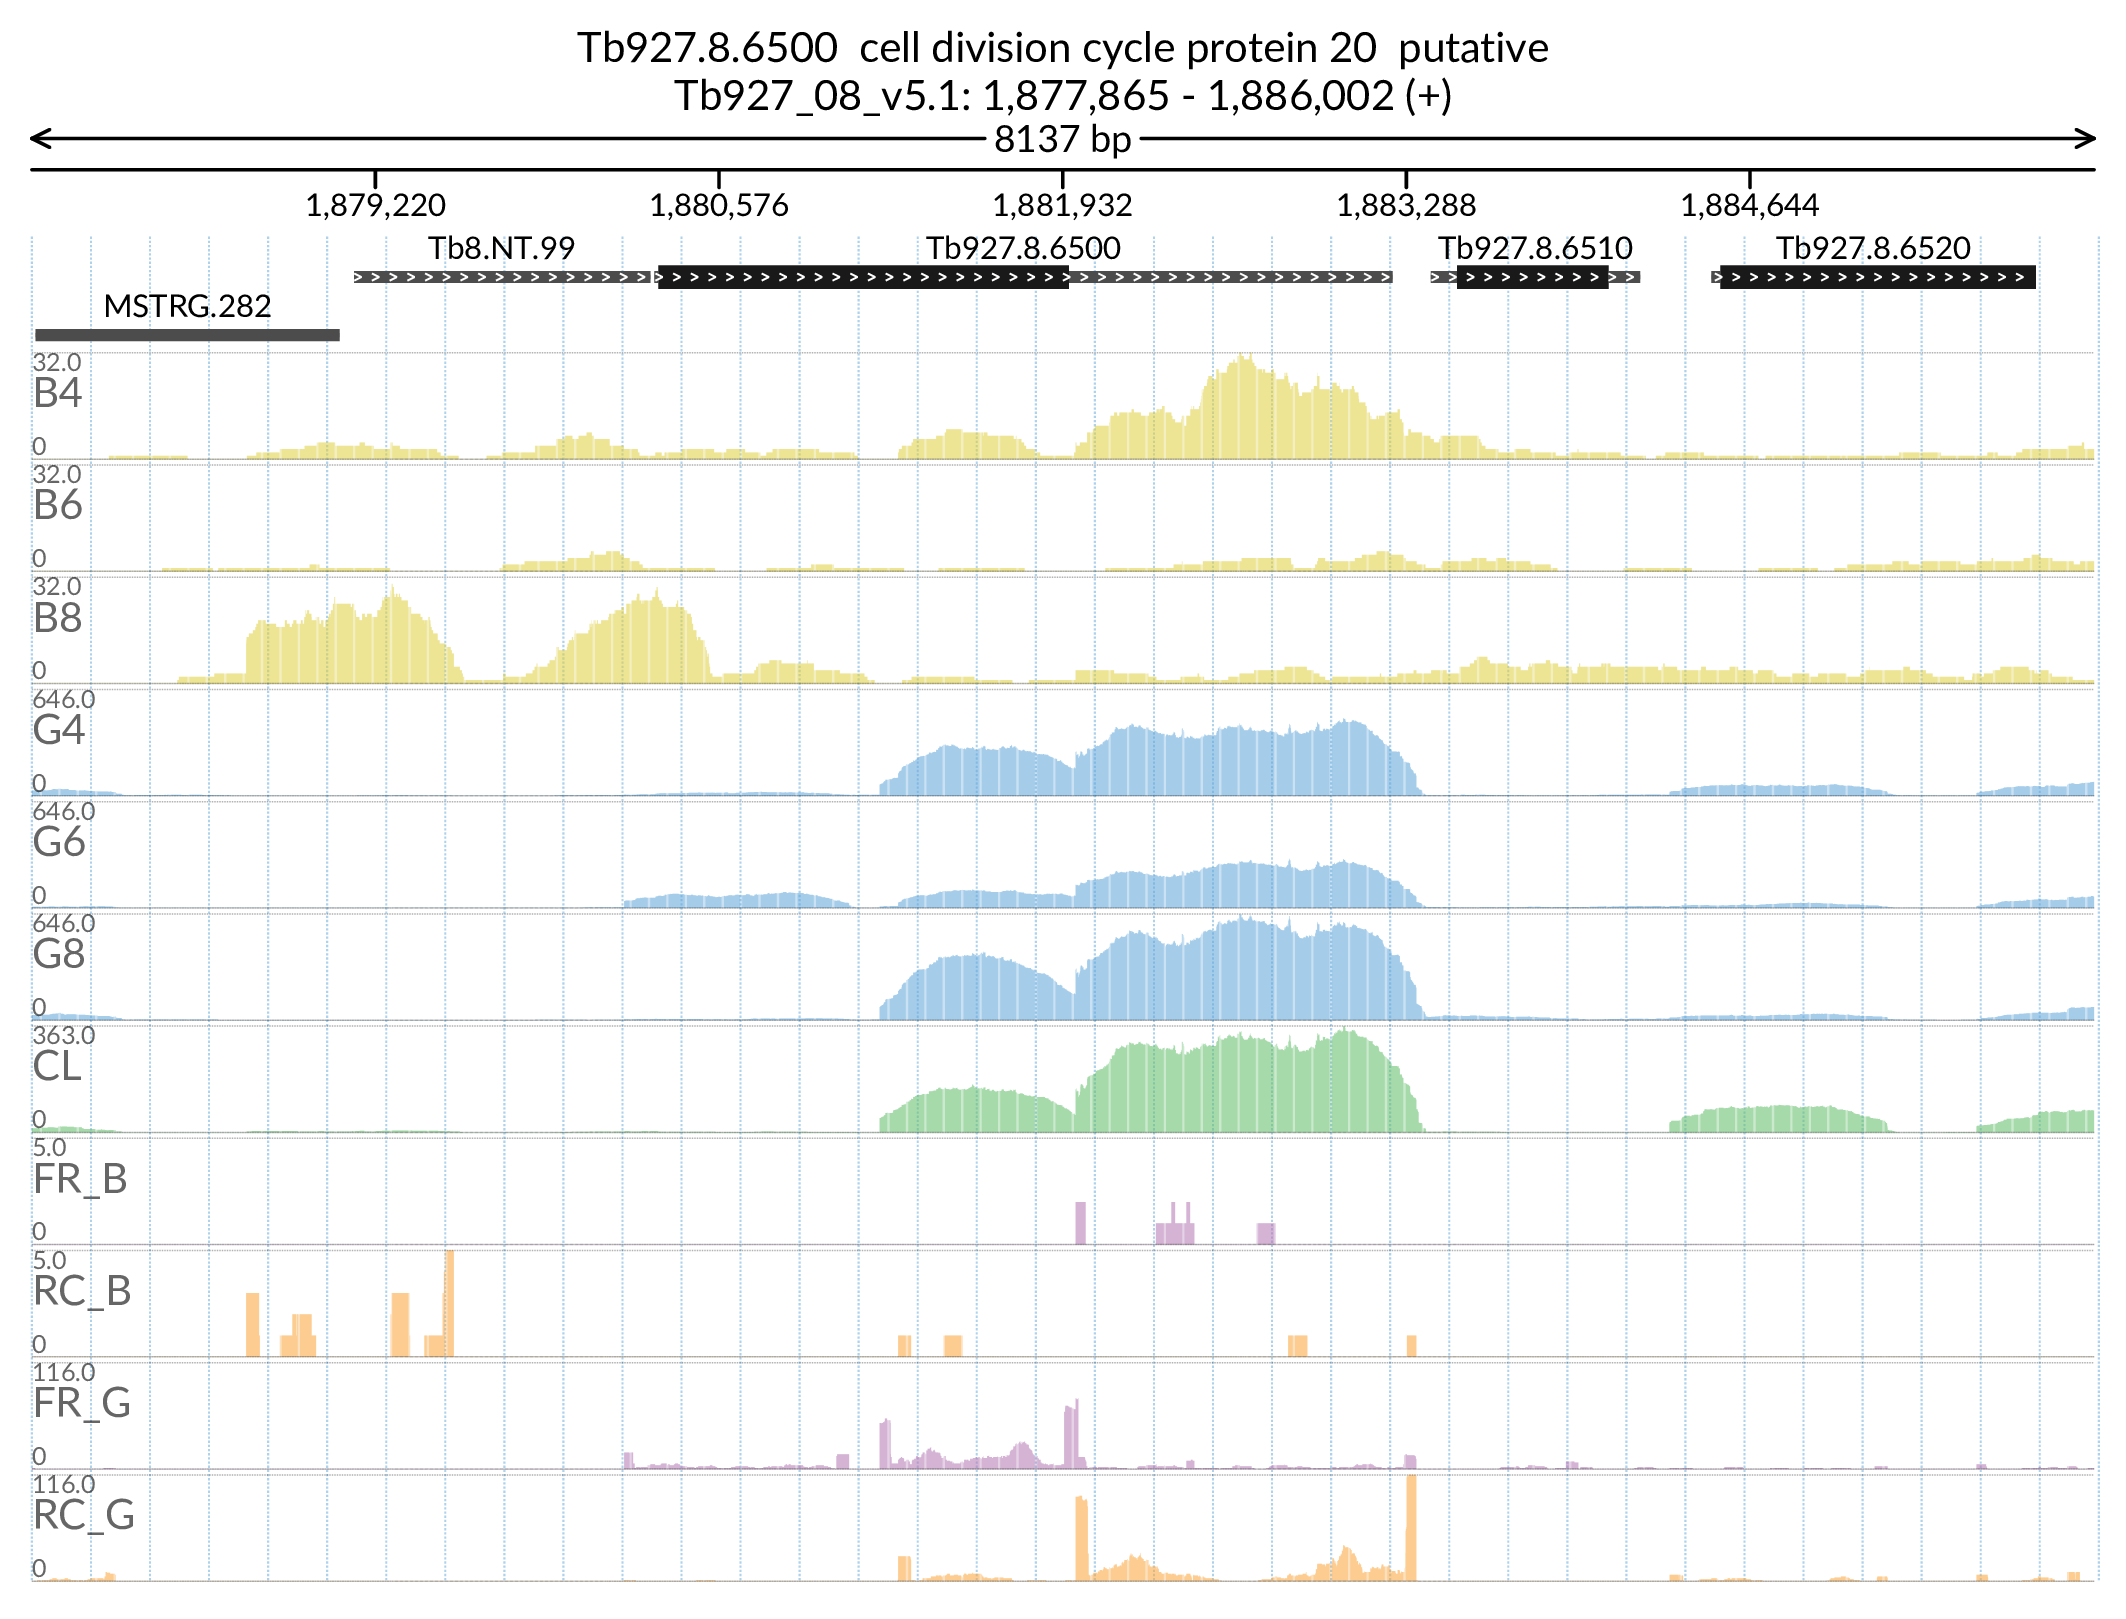 Tb927.8.6500  cell division cycle protein 20  putative
Tb927_08_v5.1: 1,877,865 - 1,886,002 (+)
8137 bp
1,879,220 1,880,576 1,881,932 1,883,288 1,884,644
Tb8.NT.99 Tb927.8.6500 Tb927.8.6510 Tb927.8.6520
MSTRG.282
32.0
B4
0
32.0
B6
0
32.0
B8
0
646.0
G4
0
646.0
G6
0
646.0
G8
0
363.0
CL
0
5.0
FR_B
0
5.0
RC_B
0
116.0
FR_G
0
116.0
RC_G
0